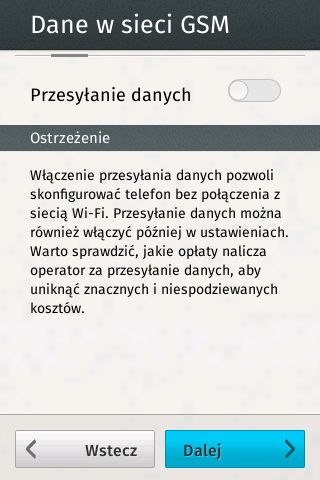 Dane w sieci GSM
Przesyłanie danych
Ostrzeżenie
Włączenie przesyłania danych pozwoli
skonfigurować telefon bez połączenia z
siecią Wi-Fi. Przesyłanie danych można
również włączyć później w ustawieniach.
Warto sprawdzić, jakie opłaty nalicza
operator za przesyłanie danych, aby
uniknąć znacznych i niespodziewanych
kosztów.
Wstecz
Dalej